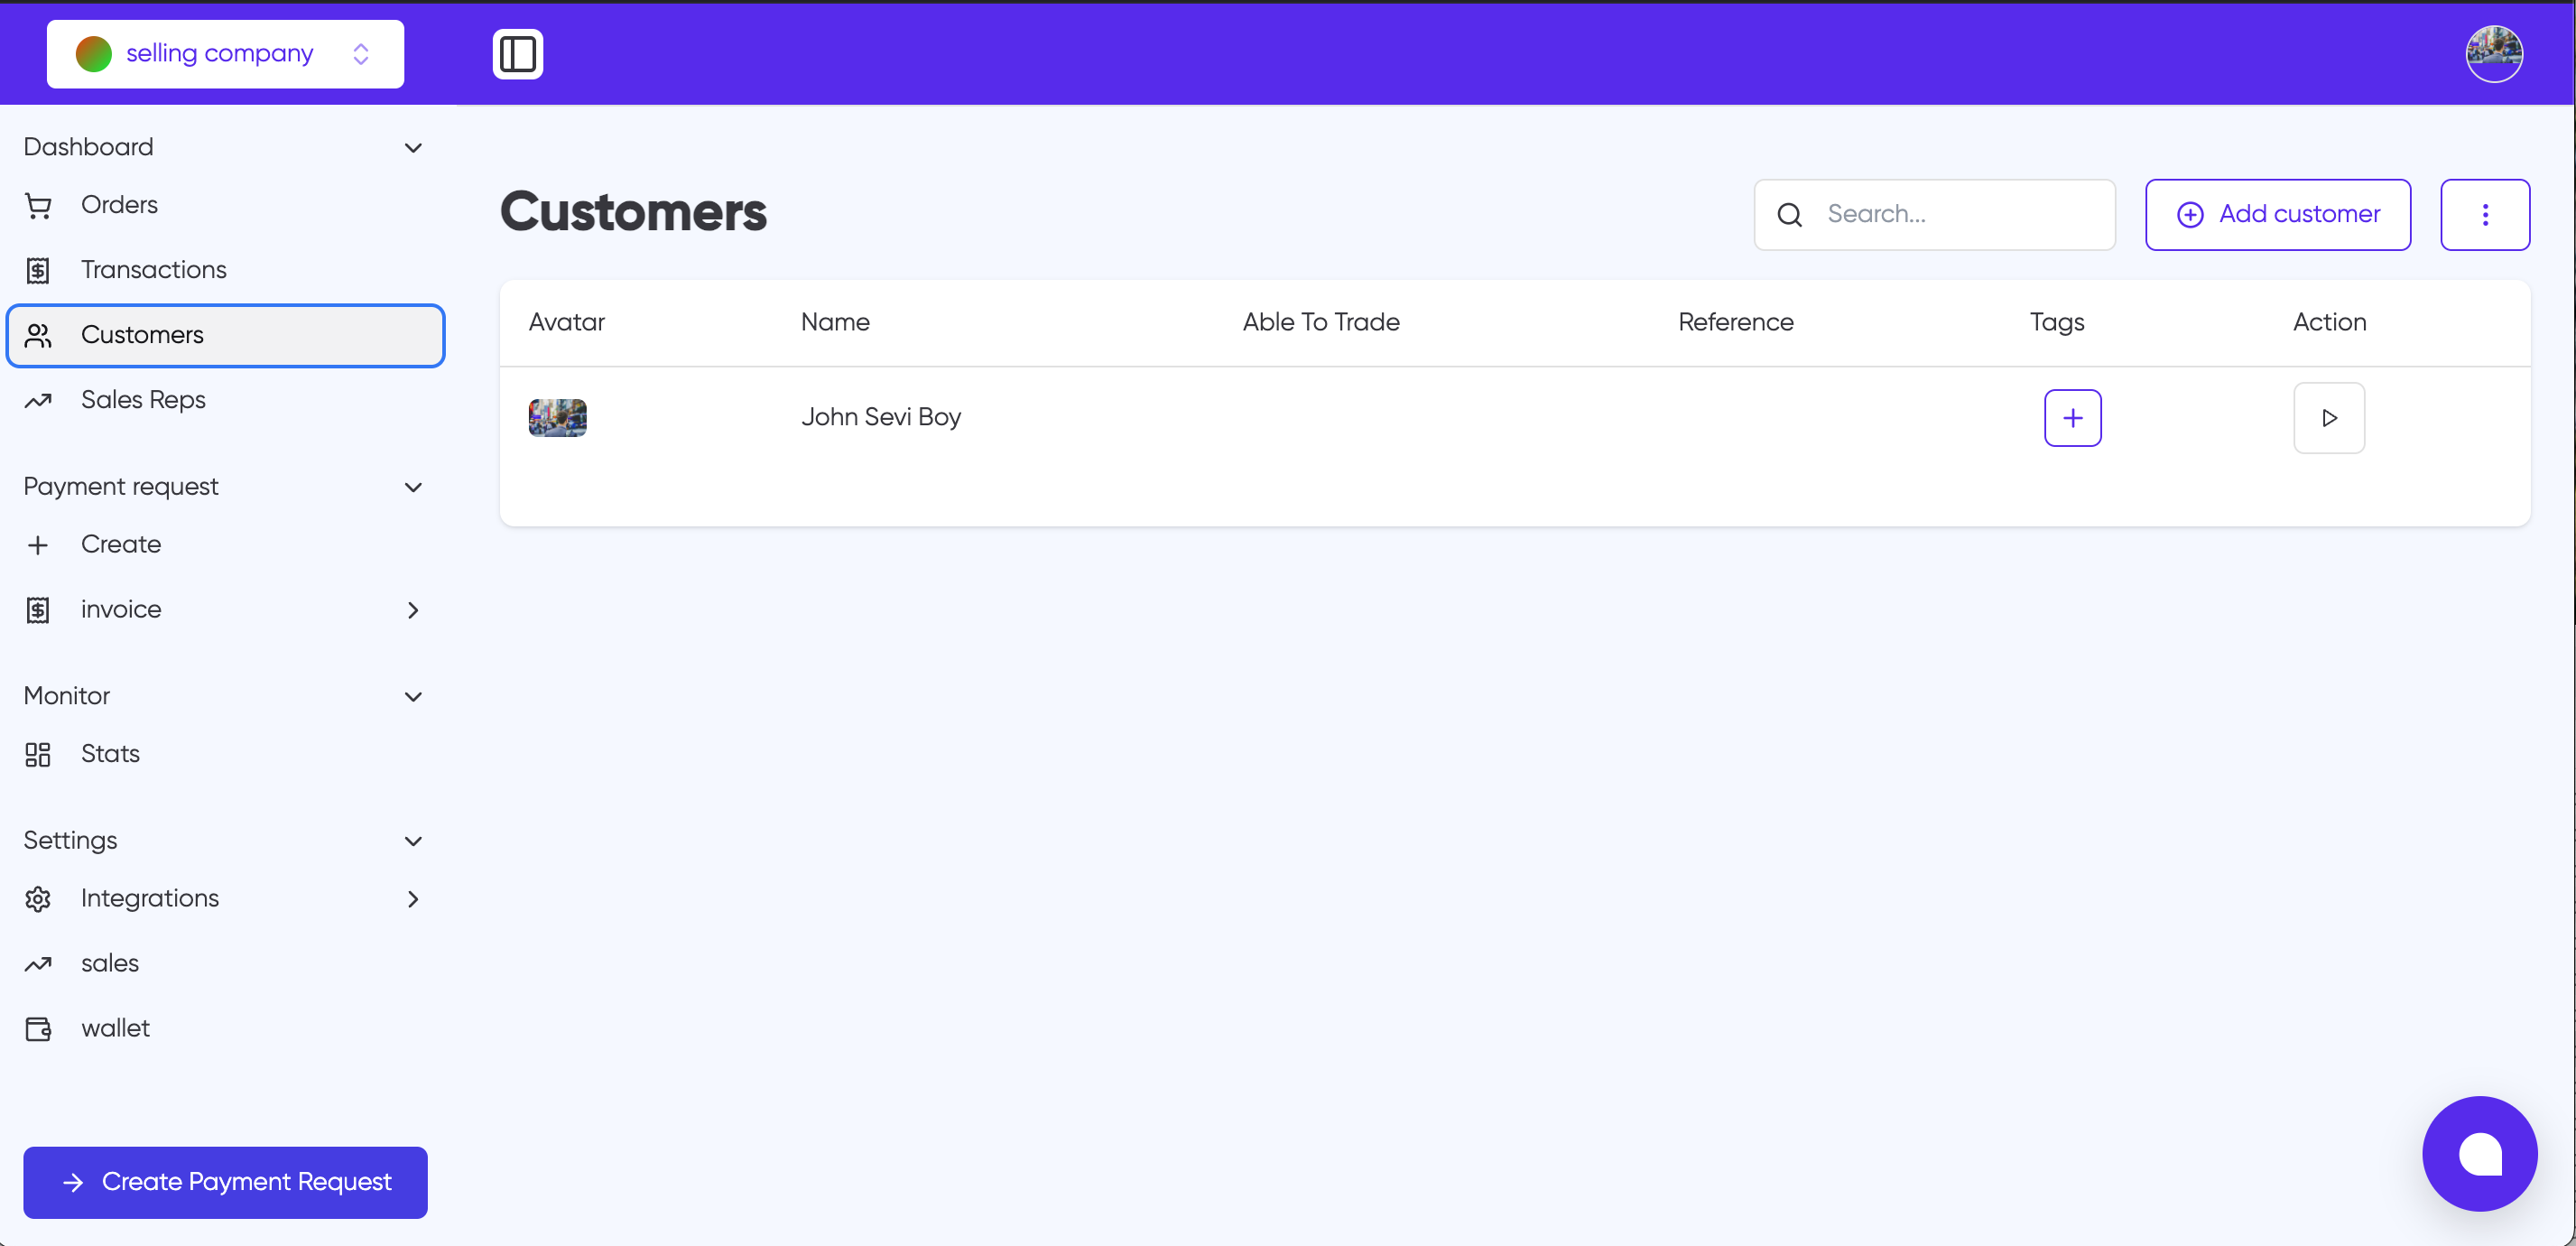 selling company
Dashboard
Orders
Transactions
Customers
Sales Reps
Payment request
Create
invoice
Monitor
Stats
Settings
Integrations
sales
wallet
Create Payment Request
Customers
Search...
Add customer
Avatar Name Able To Trade Reference Tags Action
John Sevi Boy